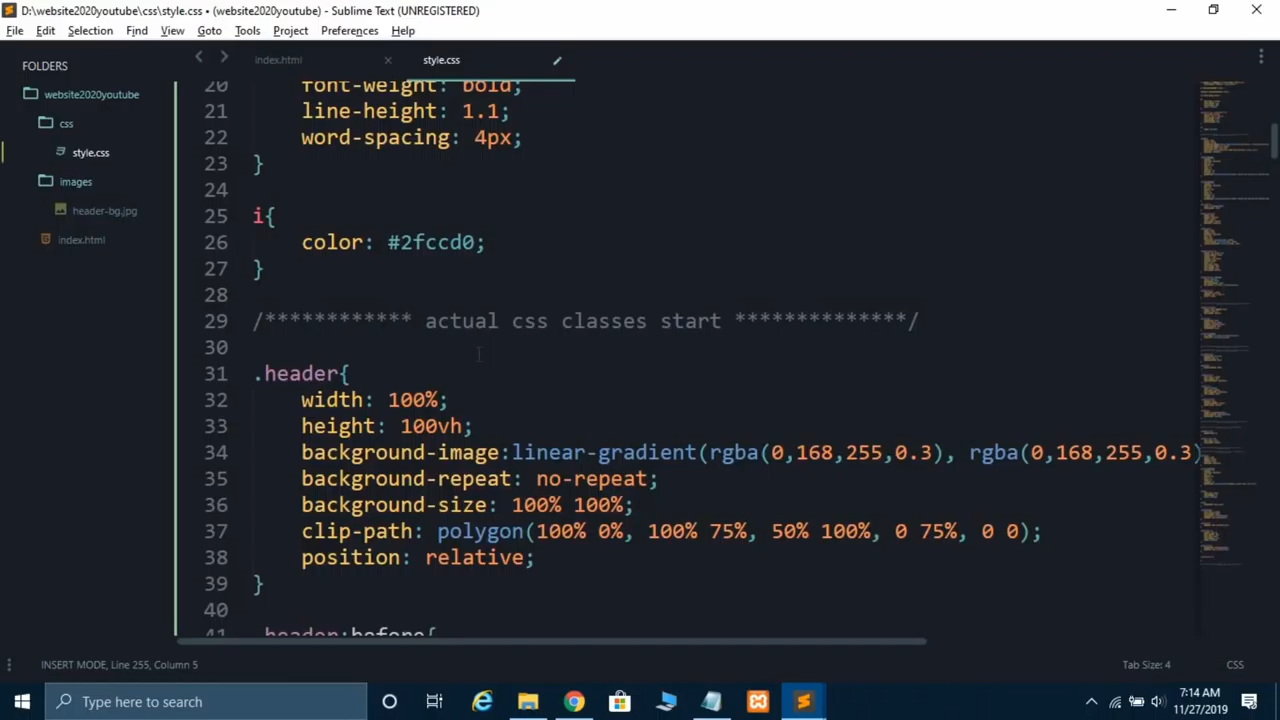 D:\website2020youtube\css\style.css • (website2020youtube) - Sublime Text (UNREGISTERED)
File Edit Selection Find View Goto Tools Project Preferences Help
FOLDERS
website2020youtube
css
style.css
images
header-bg.jpg
index.html
index.html
style.css
20 font-weight: bold;
21 line-height: 1.1;
22 word-spacing: 4px;
23 }
24
25 i{
26 color: #2fccd0;
27 }
28
29 /************ actual css classes start **************/
30
31 .header{
32 width: 100%;
33 height: 100vh;
34 background-image:linear-gradient(rgba(0,168,255,0.3), rgba(0,168,255,0.3)
35 background-repeat: no-repeat;
36 background-size: 100% 100%;
37 clip-path: polygon(100% 0%, 100% 75%, 50% 100%, 0 75%, 0 0);
38 position: relative;
39 }
40
41 .header:before{
INSERT MODE, Line 255, Column 5
Tab Size: 4
CSS
Type here to search
7:14 AM
11/27/2019